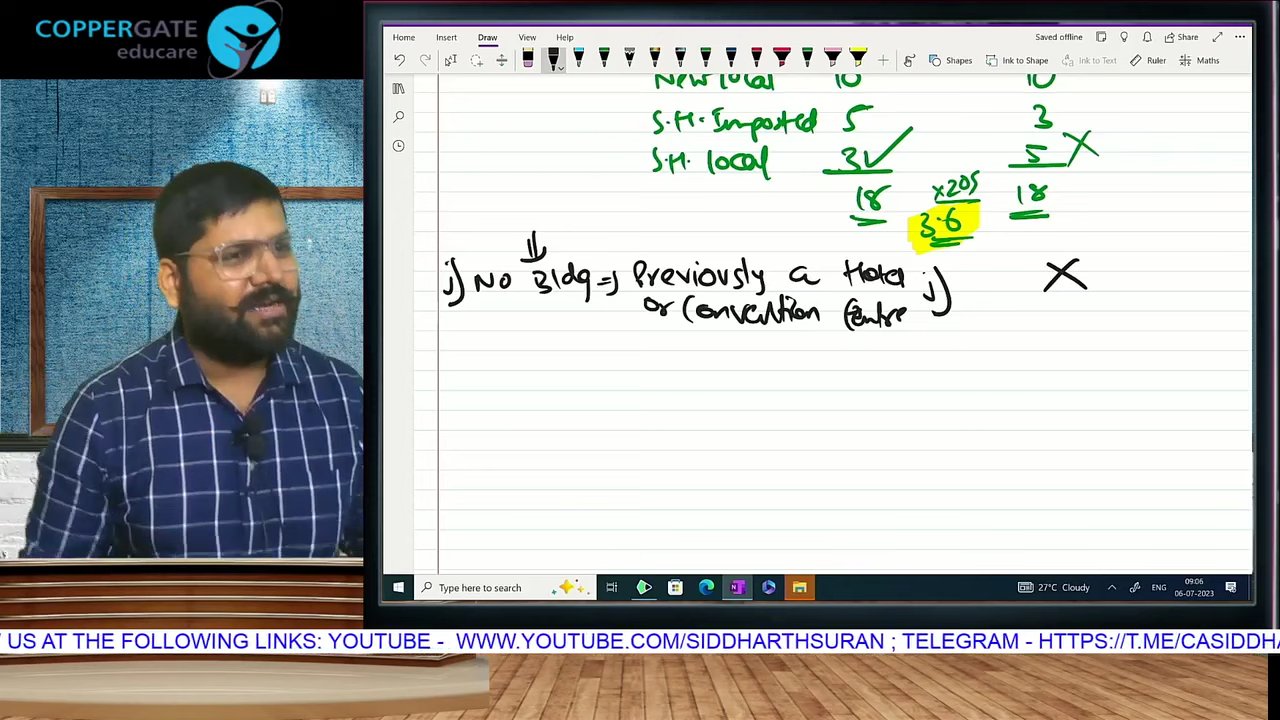 COPPERGATE
educare
Home Insert Draw View Help
Saved offline
Share
Shapes
Ink to Shape
Ink to Text
Ruler
Maths
New local 10 10
S.H. Imported 5 3
S.H. local 3 5
18 ×20% 18
3.6
j) No Bldg => Previously a Hotel j)
or Convention Centre
Type here to search
27°C Cloudy
ENG
09:06
06-07-2023
US AT THE FOLLOWING LINKS: YOUTUBE - WWW.YOUTUBE.COM/SIDDHARTHSURAN ; TELEGRAM - HTTPS://T.ME/CASIDDHA